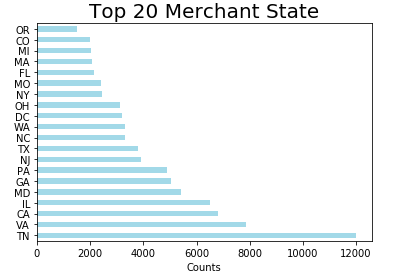 Top 20 Merchant State
OR
CO
MI
MA
FL
MO
NY
OH
DC
WA
NC
TX
NJ
PA
GA
MD
IL
CA
VA
TN
0 2000 4000 6000 8000 10000 12000
Counts